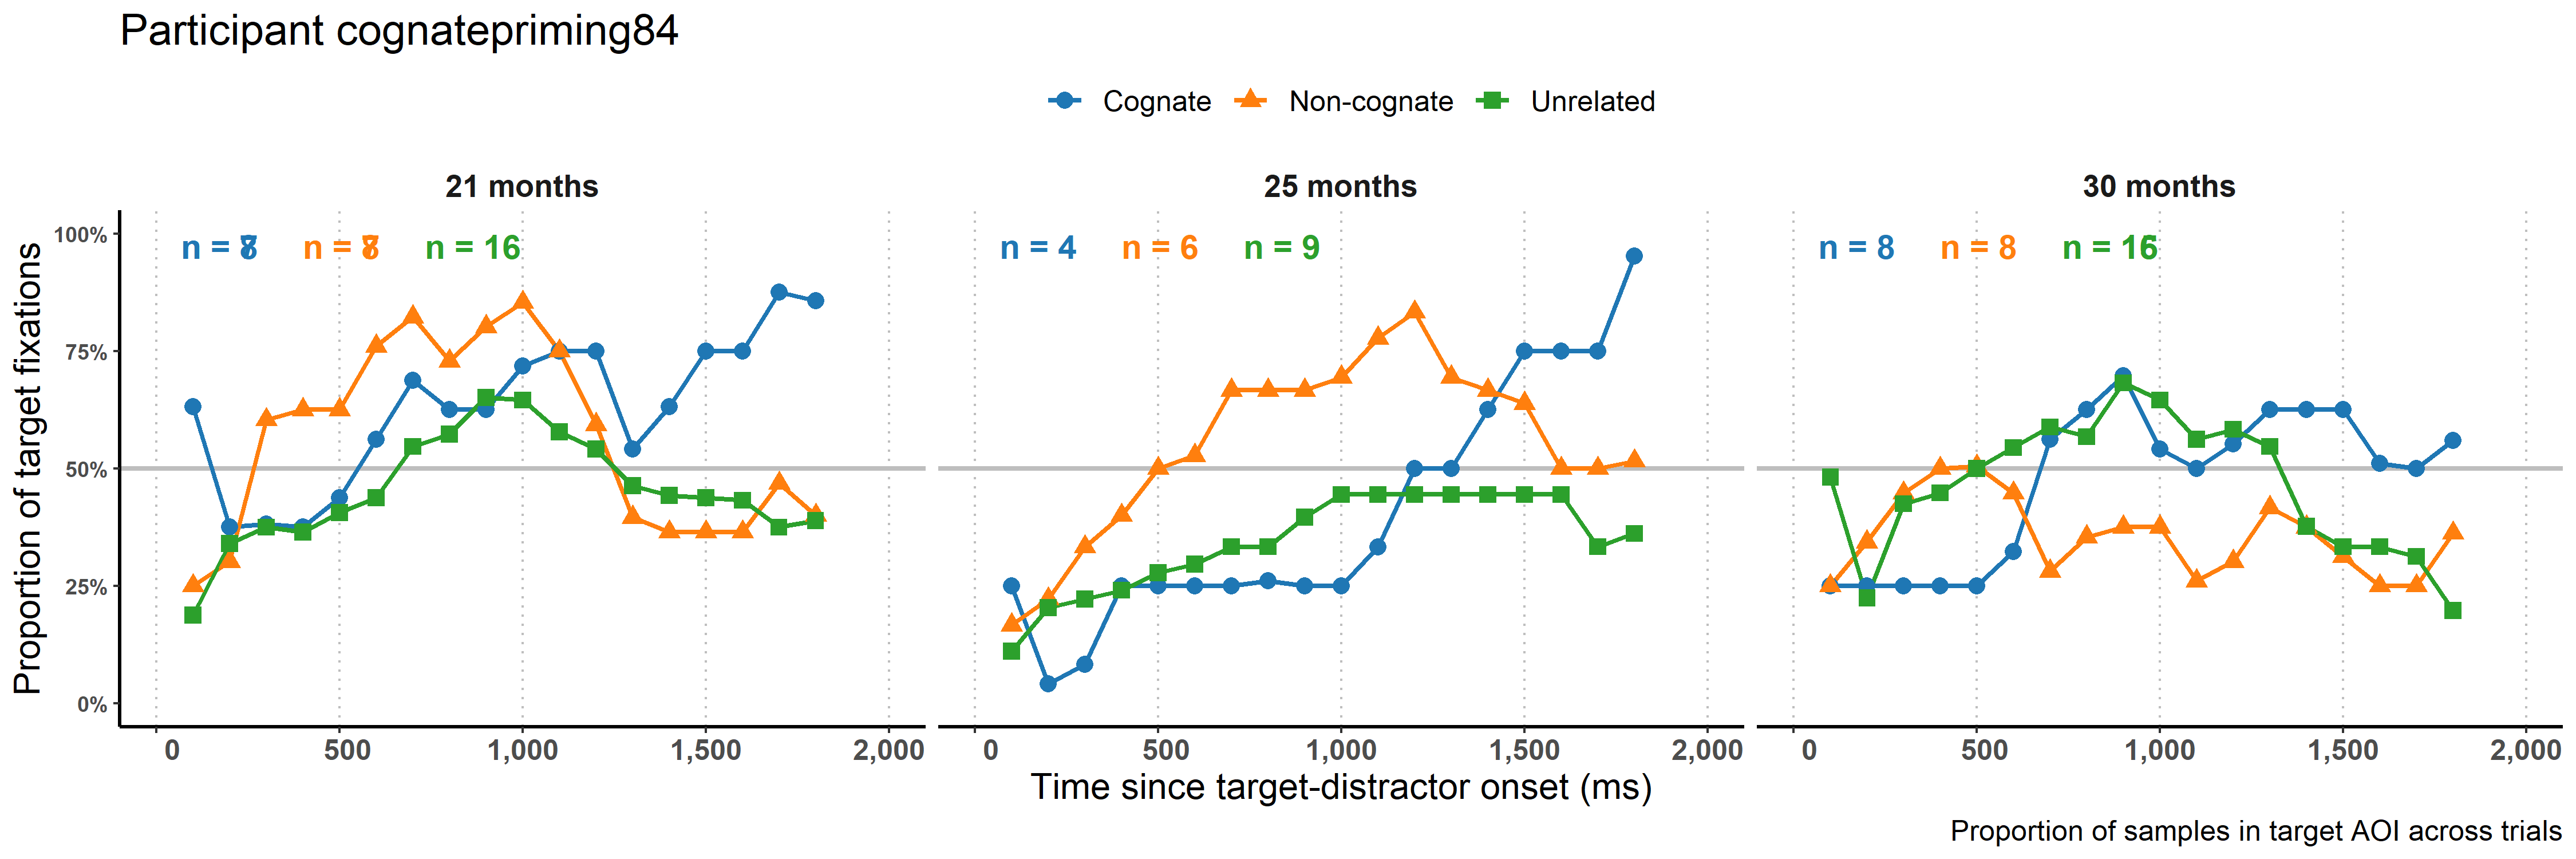 Participant cognatepriming84
Cognate Non-cognate Unrelated
21 months 25 months 30 months
n = n = n = 16 n = 4 n = 6 n = 9 n = 8 n = 8 n =
100%
75%
50%
25%
0%
Proportion of target fixations
0 500 1,000 1,500 2,000 0 500 1,000 1,500 2,000 0 500 1,000 1,500 2,000
Time since target-distractor onset (ms)
Proportion of samples in target AOI across trials